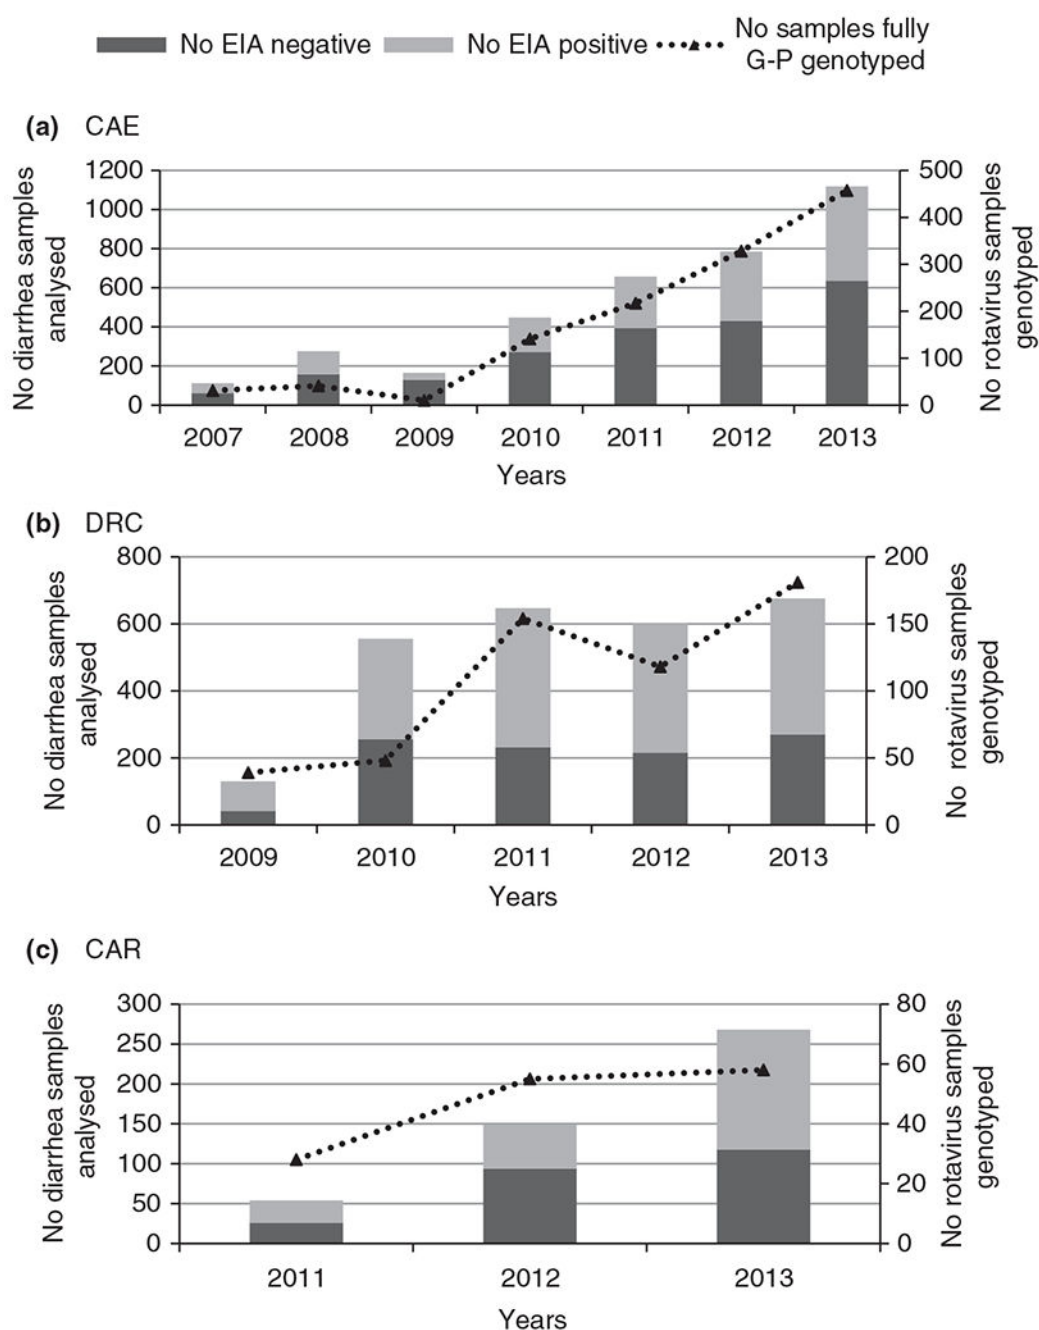 No EIA negative No EIA positive No samples fully
G-P genotyped
(a) CAE
No diarrhea samples
analysed
1200
1000
800
600
400
200
0
500
400
300
200
100
0
No rotavirus samples
genotyped
2007 2008 2009 2010 2011 2012 2013
Years
(b) DRC
No diarrhea samples
analysed
800
600
400
200
0
200
150
100
50
0
No rotavirus samples
genotyped
2009 2010 2011 2012 2013
Years
(c) CAR
No diarrhea samples
analysed
300
250
200
150
100
50
0
80
60
40
20
0
No rotavirus samples
genotyped
2011 2012 2013
Years